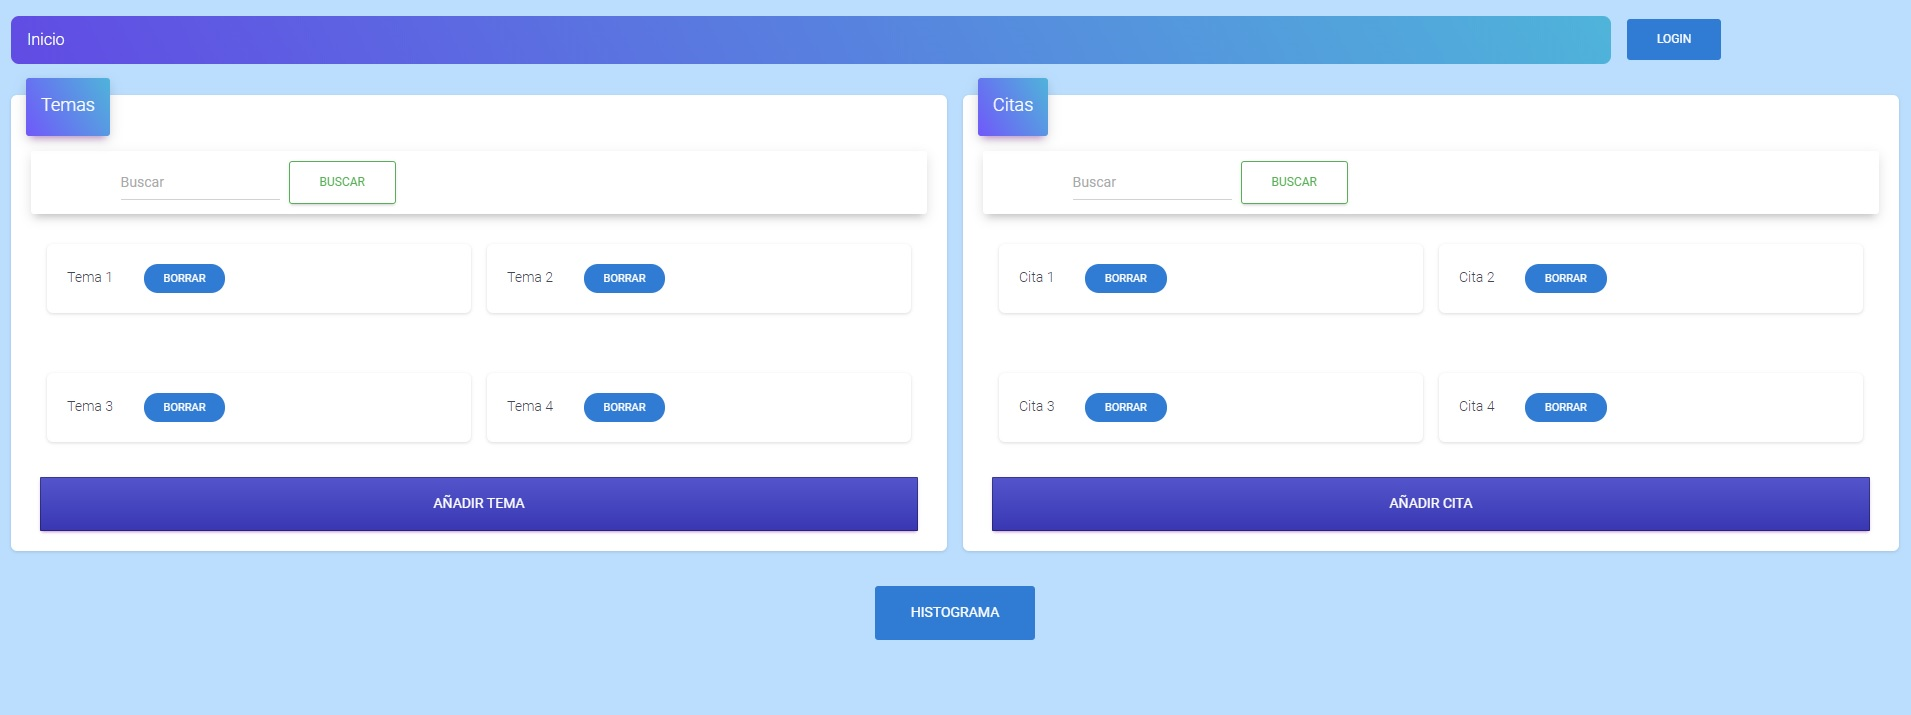 Inicio
LOGIN
Temas
Buscar
BUSCAR
Tema 1
BORRAR
Tema 2
BORRAR
Tema 3
BORRAR
Tema 4
BORRAR
AÑADIR TEMA
Citas
Buscar
BUSCAR
Cita 1
BORRAR
Cita 2
BORRAR
Cita 3
BORRAR
Cita 4
BORRAR
AÑADIR CITA
HISTOGRAMA